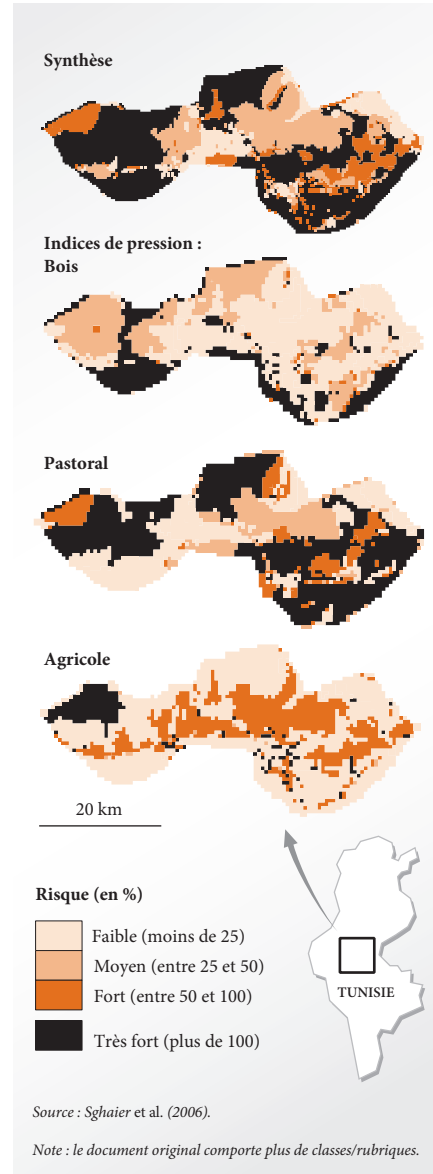 Synthèse
Indices de pression :
Bois
Pastoral
Agricole
20 km
Risque (en %)
Faible (moins de 25)
Moyen (entre 25 et 50)
Fort (entre 50 et 100)
Très fort (plus de 100)
TUNISIE
Source : Sghaier et al. (2006).
Note : le document original comporte plus de classes/rubriques.